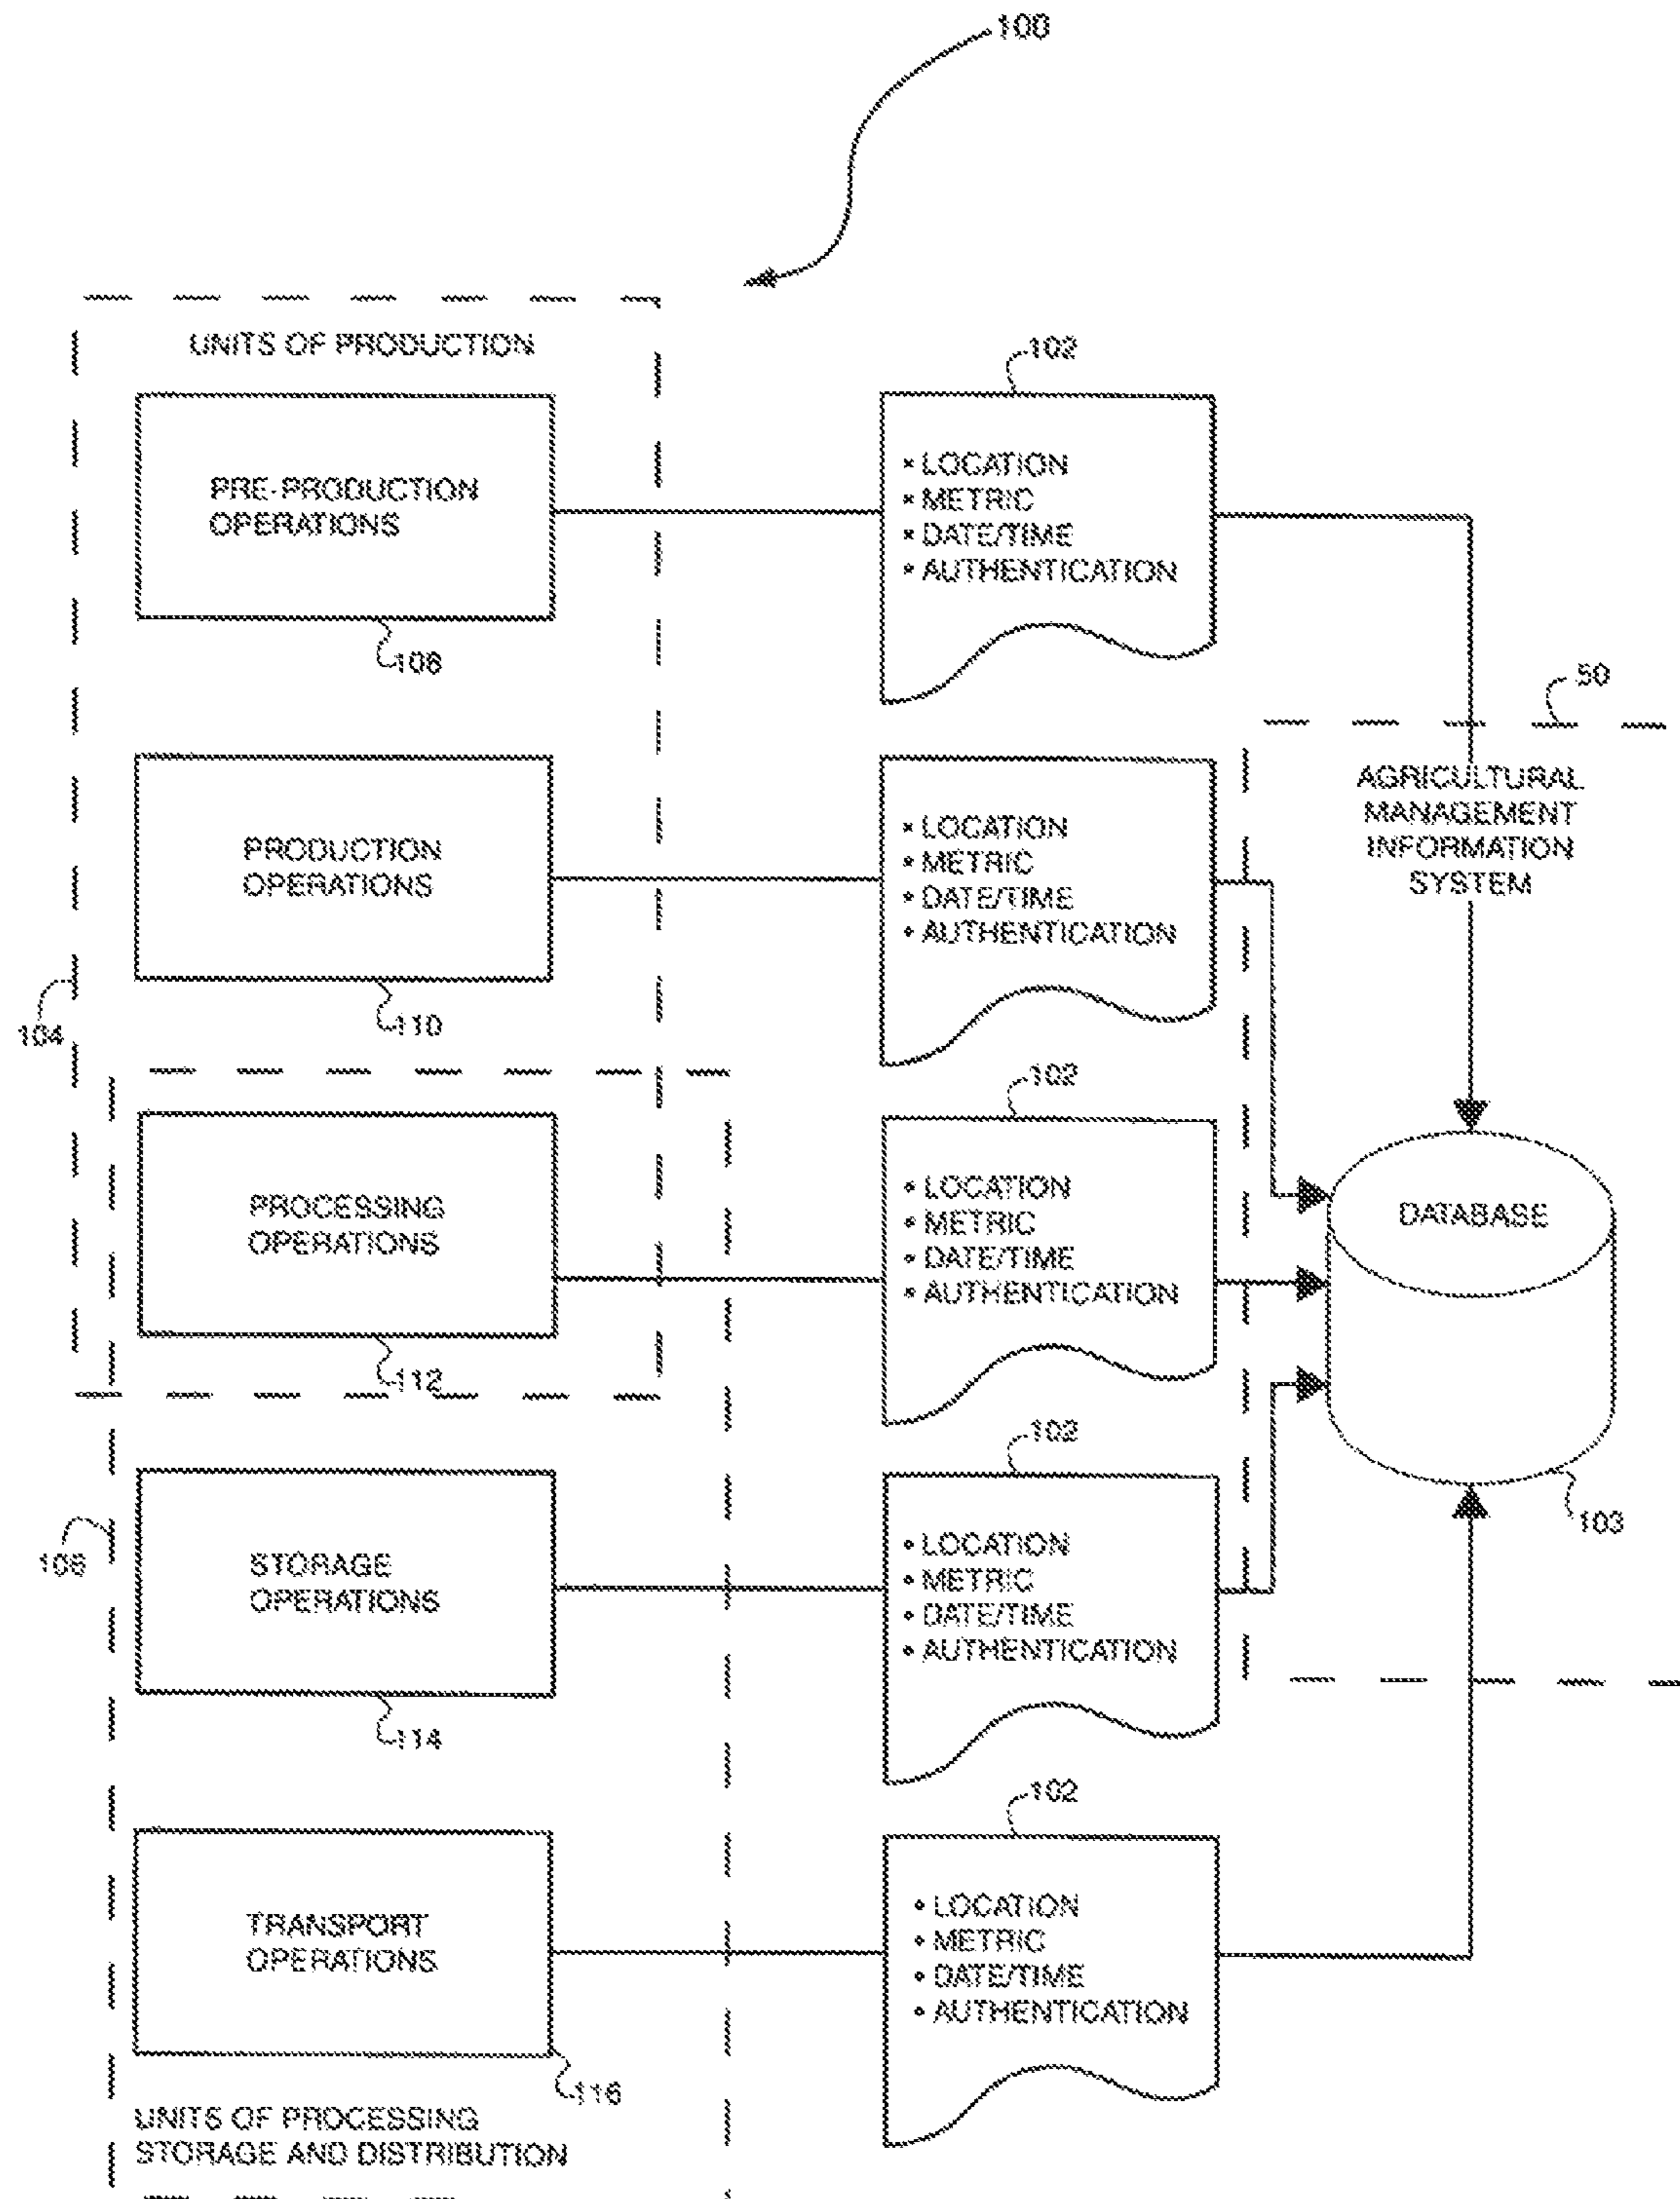 100
UNITS OF PRODUCTION
102
PRE-PRODUCTION
OPERATIONS
108
• LOCATION
• METRIC
• DATE/TIME
• AUTHENTICATION
50
AGRICULTURAL
MANAGEMENT
INFORMATION
SYSTEM
PRODUCTION
OPERATIONS
110
104
• LOCATION
• METRIC
• DATE/TIME
• AUTHENTICATION
102
PROCESSING
OPERATIONS
112
• LOCATION
• METRIC
• DATE/TIME
• AUTHENTICATION
DATABASE
103
102
106
STORAGE
OPERATIONS
114
• LOCATION
• METRIC
• DATE/TIME
• AUTHENTICATION
102
TRANSPORT
OPERATIONS
116
• LOCATION
• METRIC
• DATE/TIME
• AUTHENTICATION
UNITS OF PROCESSING
STORAGE AND DISTRIBUTION